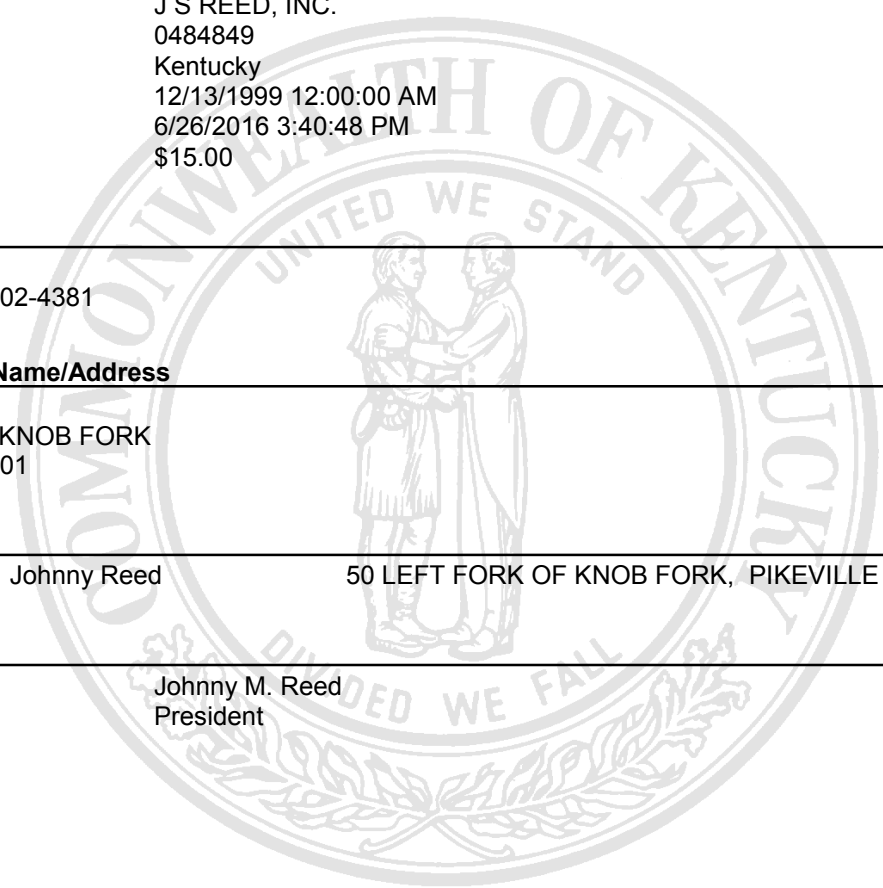 J S REED, INC.
0484849
Kentucky
12/13/1999 12:00:00 AM
6/26/2016 3:40:48 PM
$15.00
02-4381
Name/Address
KNOB FORK
01
Johnny Reed 50 LEFT FORK OF KNOB FORK, PIKEVILLE
Johnny M. Reed
President
COMMONWEALTH OF KENTUCKY
UNITED WE STAND
DIVIDED WE FALL